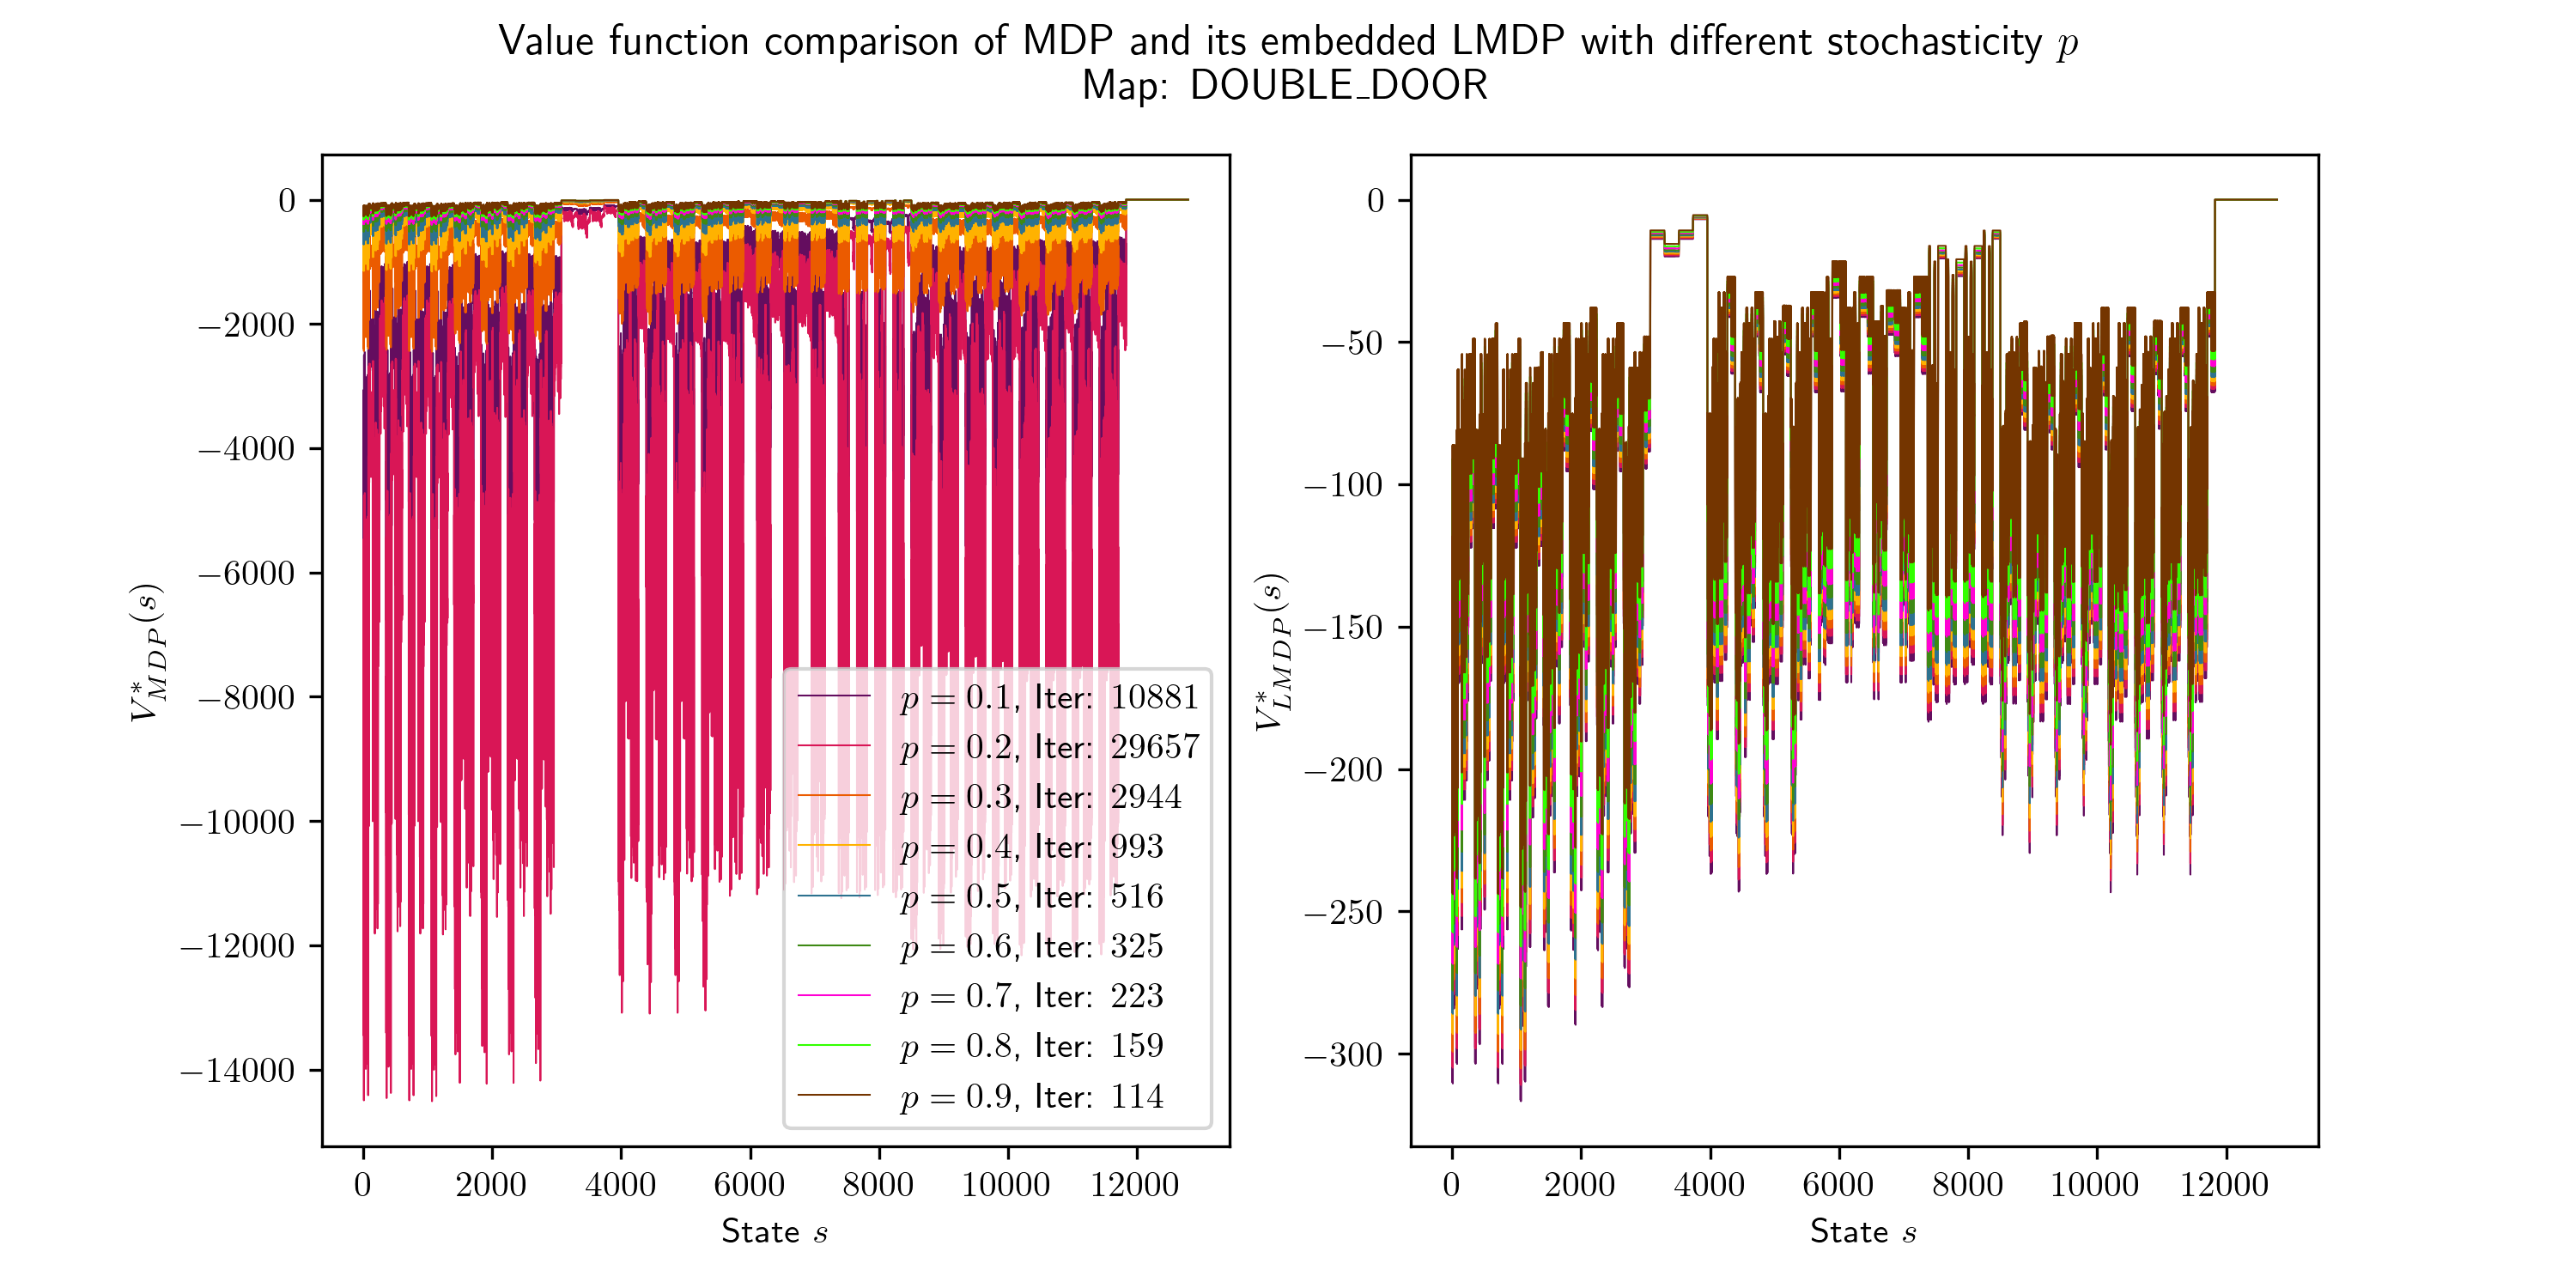 Value function comparison of MDP and its embedded LMDP with different stochasticity p
Map: DOUBLE_DOOR
0
−2000
−4000
−6000
−8000
−10000
−12000
−14000
V*MDP(s)
p = 0.1, Iter: 10881
p = 0.2, Iter: 29657
p = 0.3, Iter: 2944
p = 0.4, Iter: 993
p = 0.5, Iter: 516
p = 0.6, Iter: 325
p = 0.7, Iter: 223
p = 0.8, Iter: 159
p = 0.9, Iter: 114
0 2000 4000 6000 8000 10000 12000
State s
0
−50
−100
−150
−200
−250
−300
V*LMDP(s)
0 2000 4000 6000 8000 10000 12000
State s